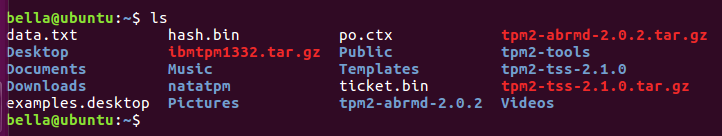 bella@ubuntu:~$ ls
data.txt hash.bin po.ctx tpm2-abrmd-2.0.2.tar.gz
Desktop ibmtpm1332.tar.gz Public tpm2-tools
Documents Music Templates tpm2-tss-2.1.0
Downloads natatpm ticket.bin tpm2-tss-2.1.0.tar.gz
examples.desktop Pictures tpm2-abrmd-2.0.2 Videos
bella@ubuntu:~$